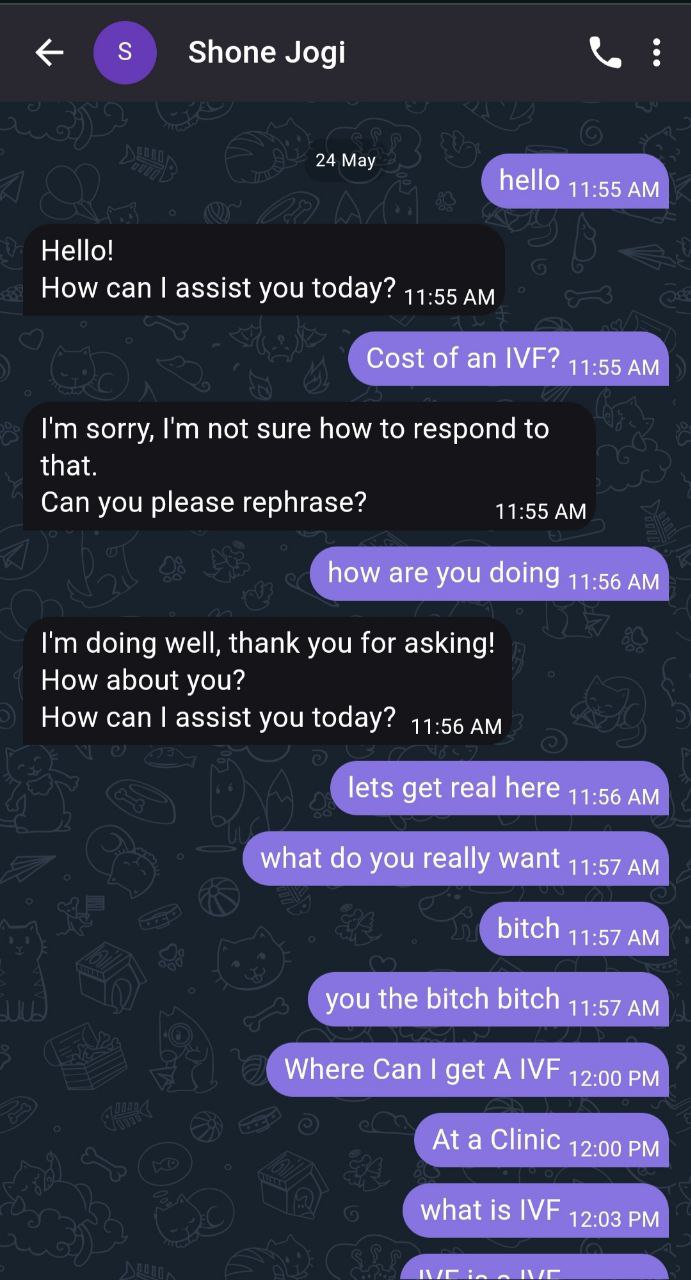 S
Shone Jogi
24 May
hello 11:55 AM
Hello!
How can I assist you today? 11:55 AM
Cost of an IVF? 11:55 AM
I'm sorry, I'm not sure how to respond to
that.
Can you please rephrase? 11:55 AM
how are you doing 11:56 AM
I'm doing well, thank you for asking!
How about you?
How can I assist you today? 11:56 AM
lets get real here 11:56 AM
what do you really want 11:57 AM
bitch 11:57 AM
you the bitch bitch 11:57 AM
Where Can I get A IVF 12:00 PM
At a Clinic 12:00 PM
what is IVF 12:03 PM
IVF is a IVF